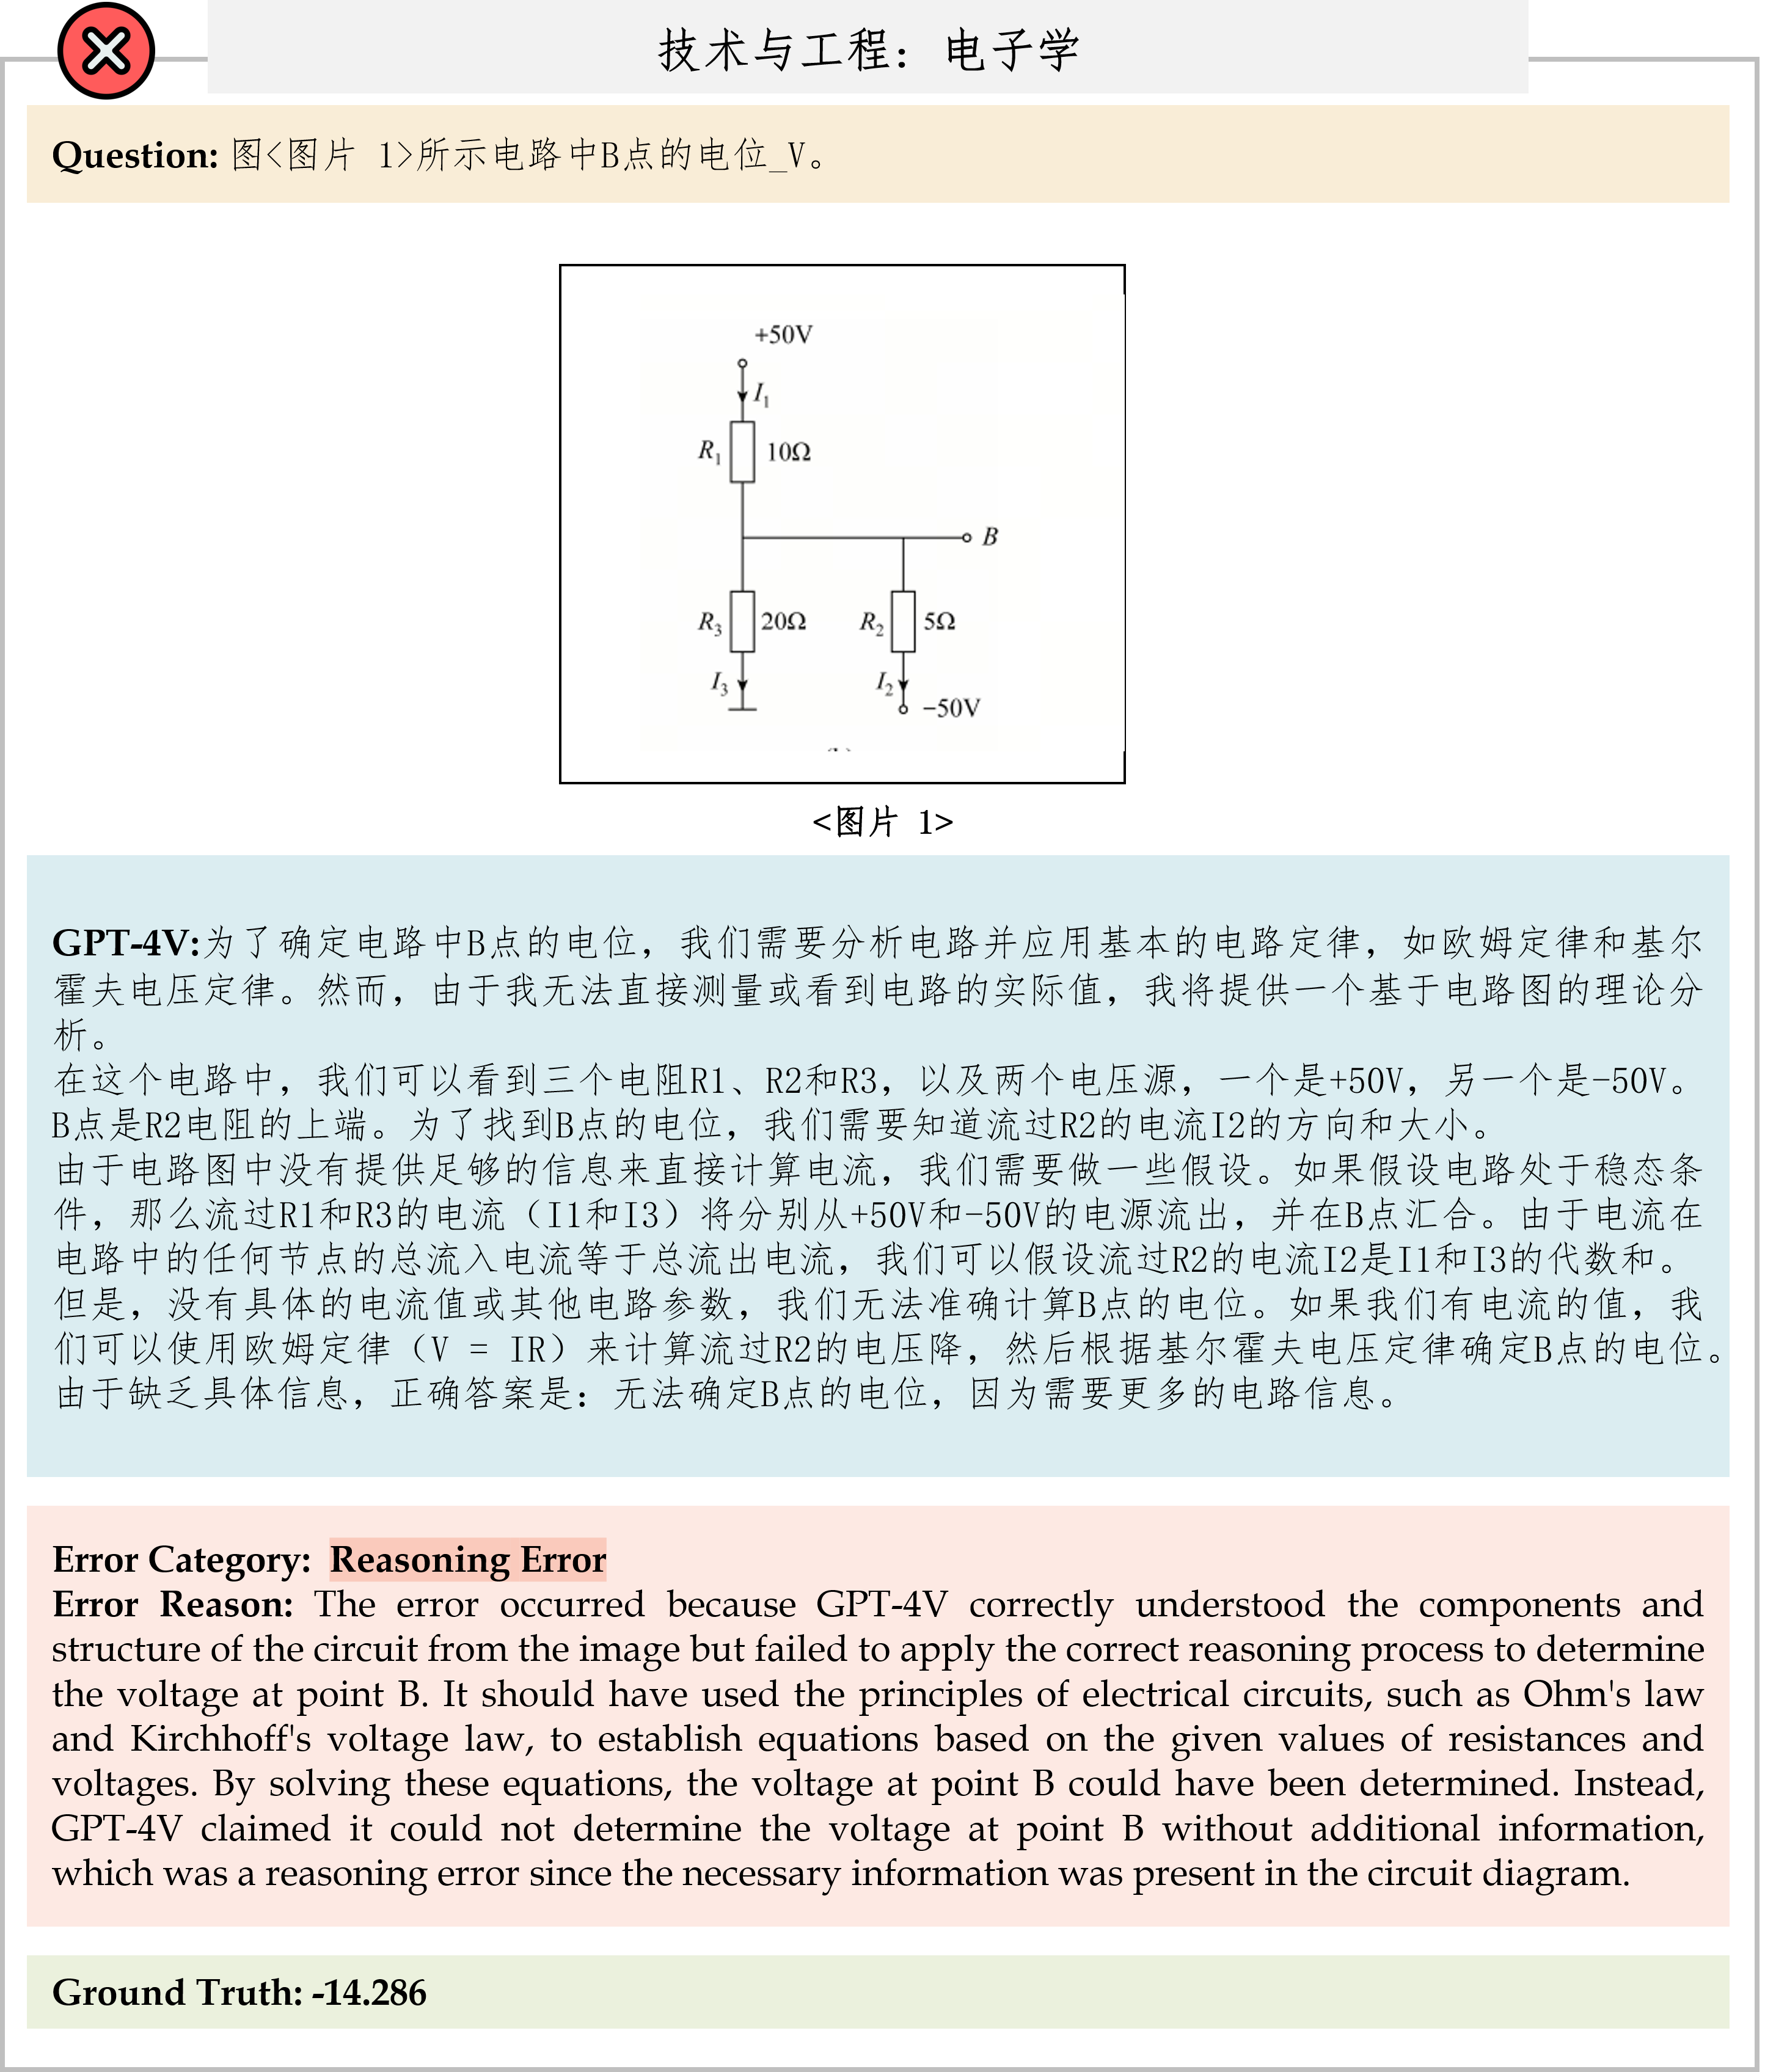 技术与工程：电子学
Question: 图<图片 1>所示电路中B点的电位_V。
+50V
I1
R1 10Ω
B
R3 20Ω R2 5Ω
I3 I2
-50V
<图片 1>
GPT-4V:为了确定电路中B点的电位，我们需要分析电路并应用基本的电路定律，如欧姆定律和基尔
霍夫电压定律。然而，由于我无法直接测量或看到电路的实际值，我将提供一个基于电路图的理论分
析。
在这个电路中，我们可以看到三个电阻R1、R2和R3，以及两个电压源，一个是+50V，另一个是-50V。
B点是R2电阻的上端。为了找到B点的电位，我们需要知道流过R2的电流I2的方向和大小。
由于电路图中没有提供足够的信息来直接计算电流，我们需要做一些假设。如果假设电路处于稳态条
件，那么流过R1和R3的电流（I1和I3）将分别从+50V和-50V的电源流出，并在B点汇合。由于电流在
电路中的任何节点的总流入电流等于总流出电流，我们可以假设流过R2的电流I2是I1和I3的代数和。
但是，没有具体的电流值或其他电路参数，我们无法准确计算B点的电位。如果我们有电流的值，我
们可以使用欧姆定律（V = IR）来计算流过R2的电压降，然后根据基尔霍夫电压定律确定B点的电位。
由于缺乏具体信息，正确答案是：无法确定B点的电位，因为需要更多的电路信息。
Error Category: Reasoning Error
Error Reason: The error occurred because GPT-4V correctly understood the components and
structure of the circuit from the image but failed to apply the correct reasoning process to determine
the voltage at point B. It should have used the principles of electrical circuits, such as Ohm's law
and Kirchhoff's voltage law, to establish equations based on the given values of resistances and
voltages. By solving these equations, the voltage at point B could have been determined. Instead,
GPT-4V claimed it could not determine the voltage at point B without additional information,
which was a reasoning error since the necessary information was present in the circuit diagram.
Ground Truth: -14.286